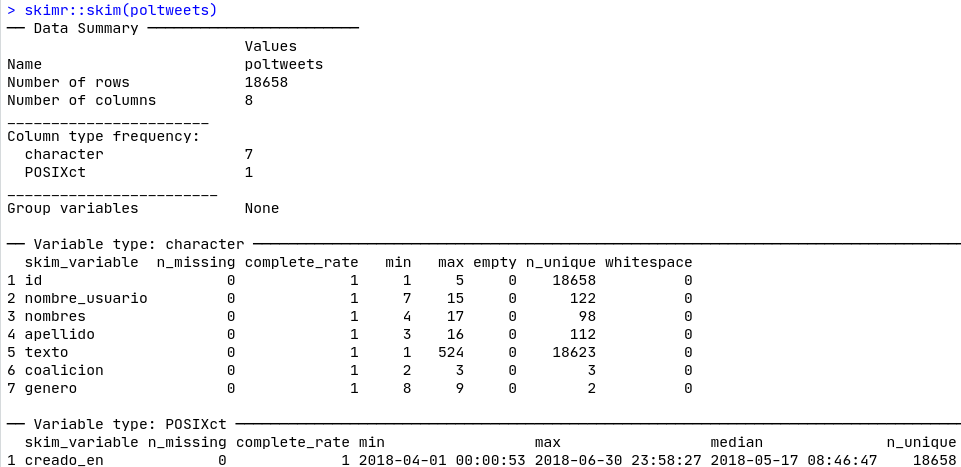 > skimr::skim(poltweets)
── Data Summary ────────────────────────
                           Values
Name                       poltweets
Number of rows             18658
Number of columns          8
_______________________
Column type frequency:
  character                7
  POSIXct                  1
________________________
Group variables            None

── Variable type: character ────────────────────────
  skim_variable  n_missing complete_rate   min   max empty n_unique whitespace
1 id                     0             1     1     5     0    18658          0
2 nombre_usuario         0             1     7    15     0      122          0
3 nombres                0             1     4    17     0       98          0
4 apellido               0             1     3    16     0      112          0
5 texto                  0             1     1   524     0    18623          0
6 coalicion              0             1     2     3     0        3          0
7 genero                 0             1     8     9     0        2          0

── Variable type: POSIXct ────────────────────────
  skim_variable n_missing complete_rate min                 max                 median              n_unique
1 creado_en             0             1 2018-04-01 00:00:53 2018-06-30 23:58:27 2018-05-17 08:46:47    18658